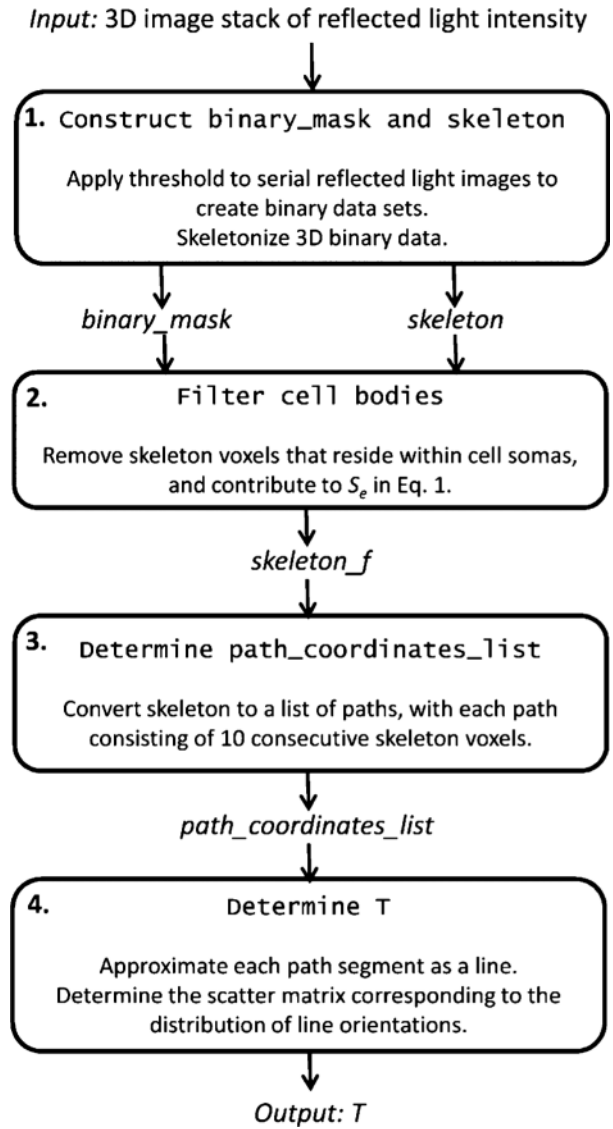 Input: 3D image stack of reflected light intensity
1. Construct binary_mask and skeleton
Apply threshold to serial reflected light images to
create binary data sets.
Skeletonize 3D binary data.
binary_mask skeleton
2. Filter cell bodies
Remove skeleton voxels that reside within cell somas,
and contribute to Se in Eq. 1.
skeleton_f
3. Determine path_coordinates_list
Convert skeleton to a list of paths, with each path
consisting of 10 consecutive skeleton voxels.
path_coordinates_list
4. Determine T
Approximate each path segment as a line.
Determine the scatter matrix corresponding to the
distribution of line orientations.
Output: T